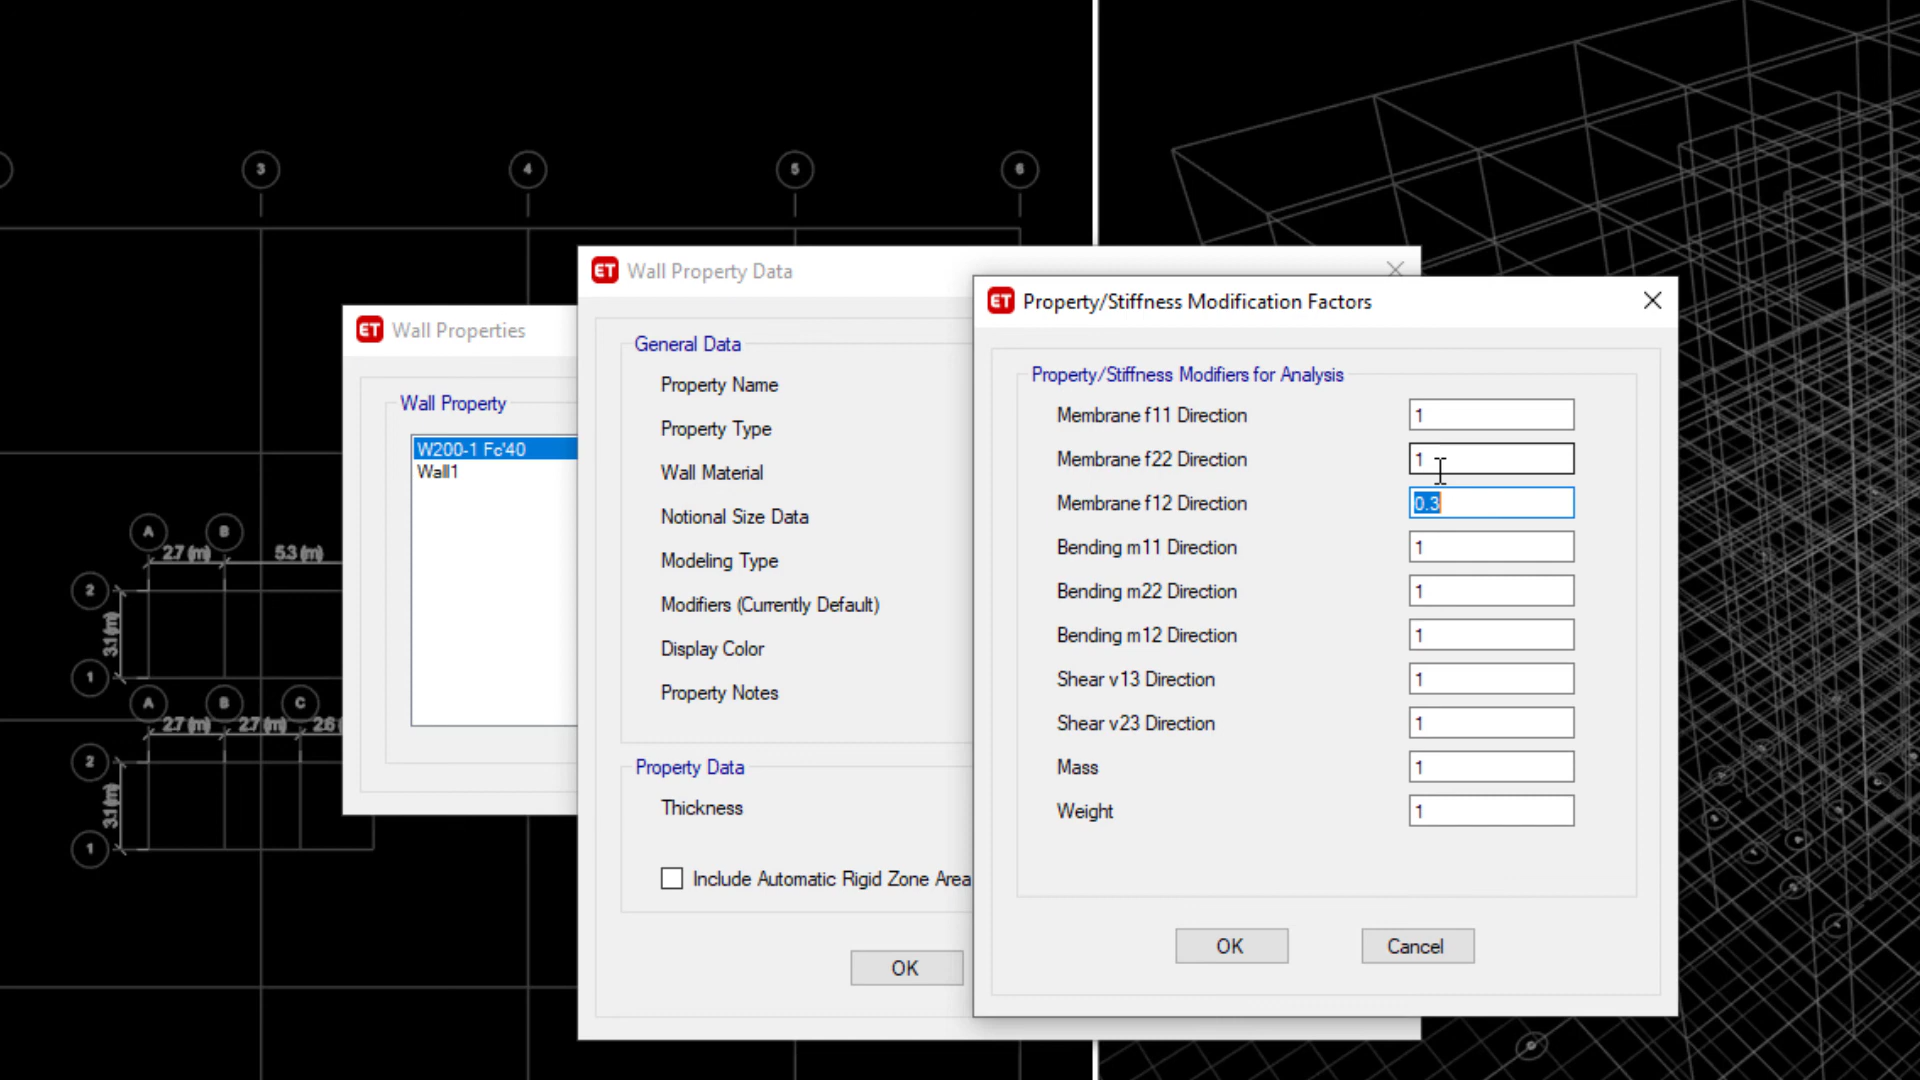 3
4
5
6
ET Wall Property Data
ET Property/Stiffness Modification Factors
ET Wall Properties
General Data
Property Name
Property Type
Wall Material
Notional Size Data
Modeling Type
Modifiers (Currently Default)
Display Color
Property Notes
Property Data
Thickness
Include Automatic Rigid Zone Area
OK
Wall Property
W200-1 Fc'40
Wall1
Property/Stiffness Modifiers for Analysis
Membrane f11 Direction 1
Membrane f22 Direction 1
Membrane f12 Direction 0.3
Bending m11 Direction 1
Bending m22 Direction 1
Bending m12 Direction 1
Shear v13 Direction 1
Shear v23 Direction 1
Mass 1
Weight 1
OK Cancel
A B
2.7 (m) 5.3 (m)
2
3.1 (m)
1
A B C
2.7 (m) 2.7 (m) 2.6 (
2
3.1 (m)
1